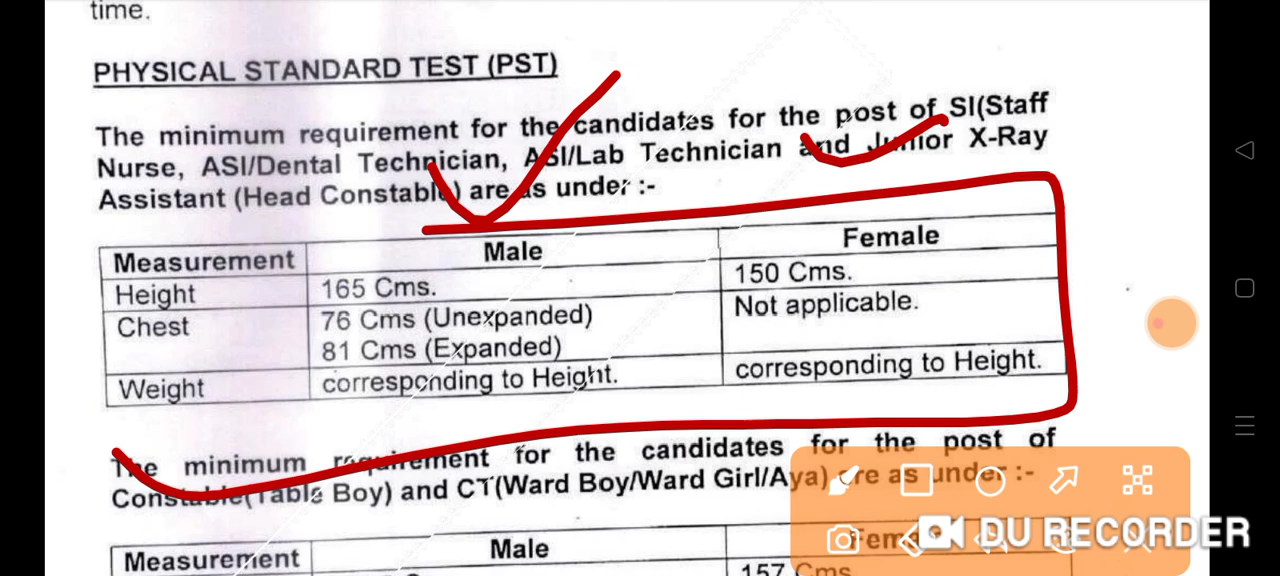 time.
PHYSICAL STANDARD TEST (PST)
The minimum requirement for the candidates for the post of SI(Staff
Nurse, ASI/Dental Technician, ASI/Lab Technician and Junior X-Ray
Assistant (Head Constable) are as under :-
Measurement Male Female
Height 165 Cms. 150 Cms.
Chest 76 Cms (Unexpanded) Not applicable.
81 Cms (Expanded)
Weight corresponding to Height. corresponding to Height.
The minimum requirement for the candidates for the post of
Constable(Table Boy) and CT(Ward Boy/Ward Girl/Aya) are as under :-
Measurement Male
157 Cms
DU RECORDER